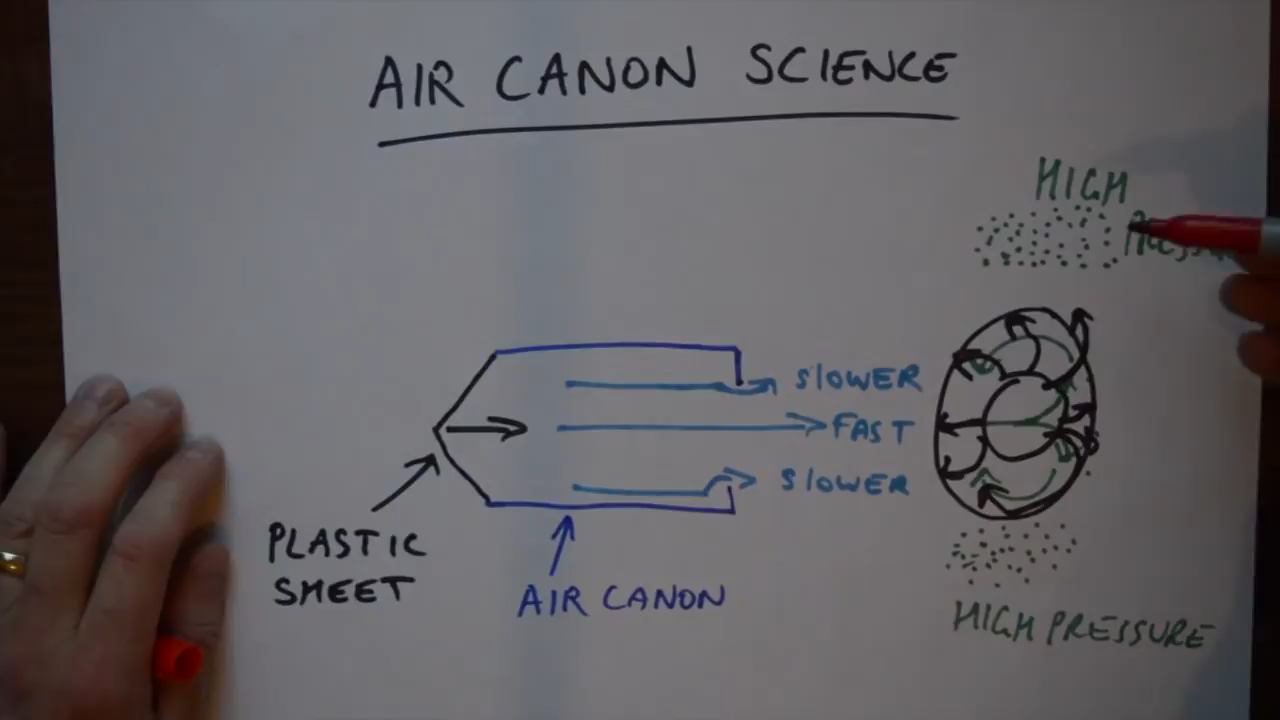 AIR CANON SCIENCE
HIGH
SlOWER
FAST
SlOWER
PLASTIC
SHEET
AIR CANON
HIGH PRESSURE